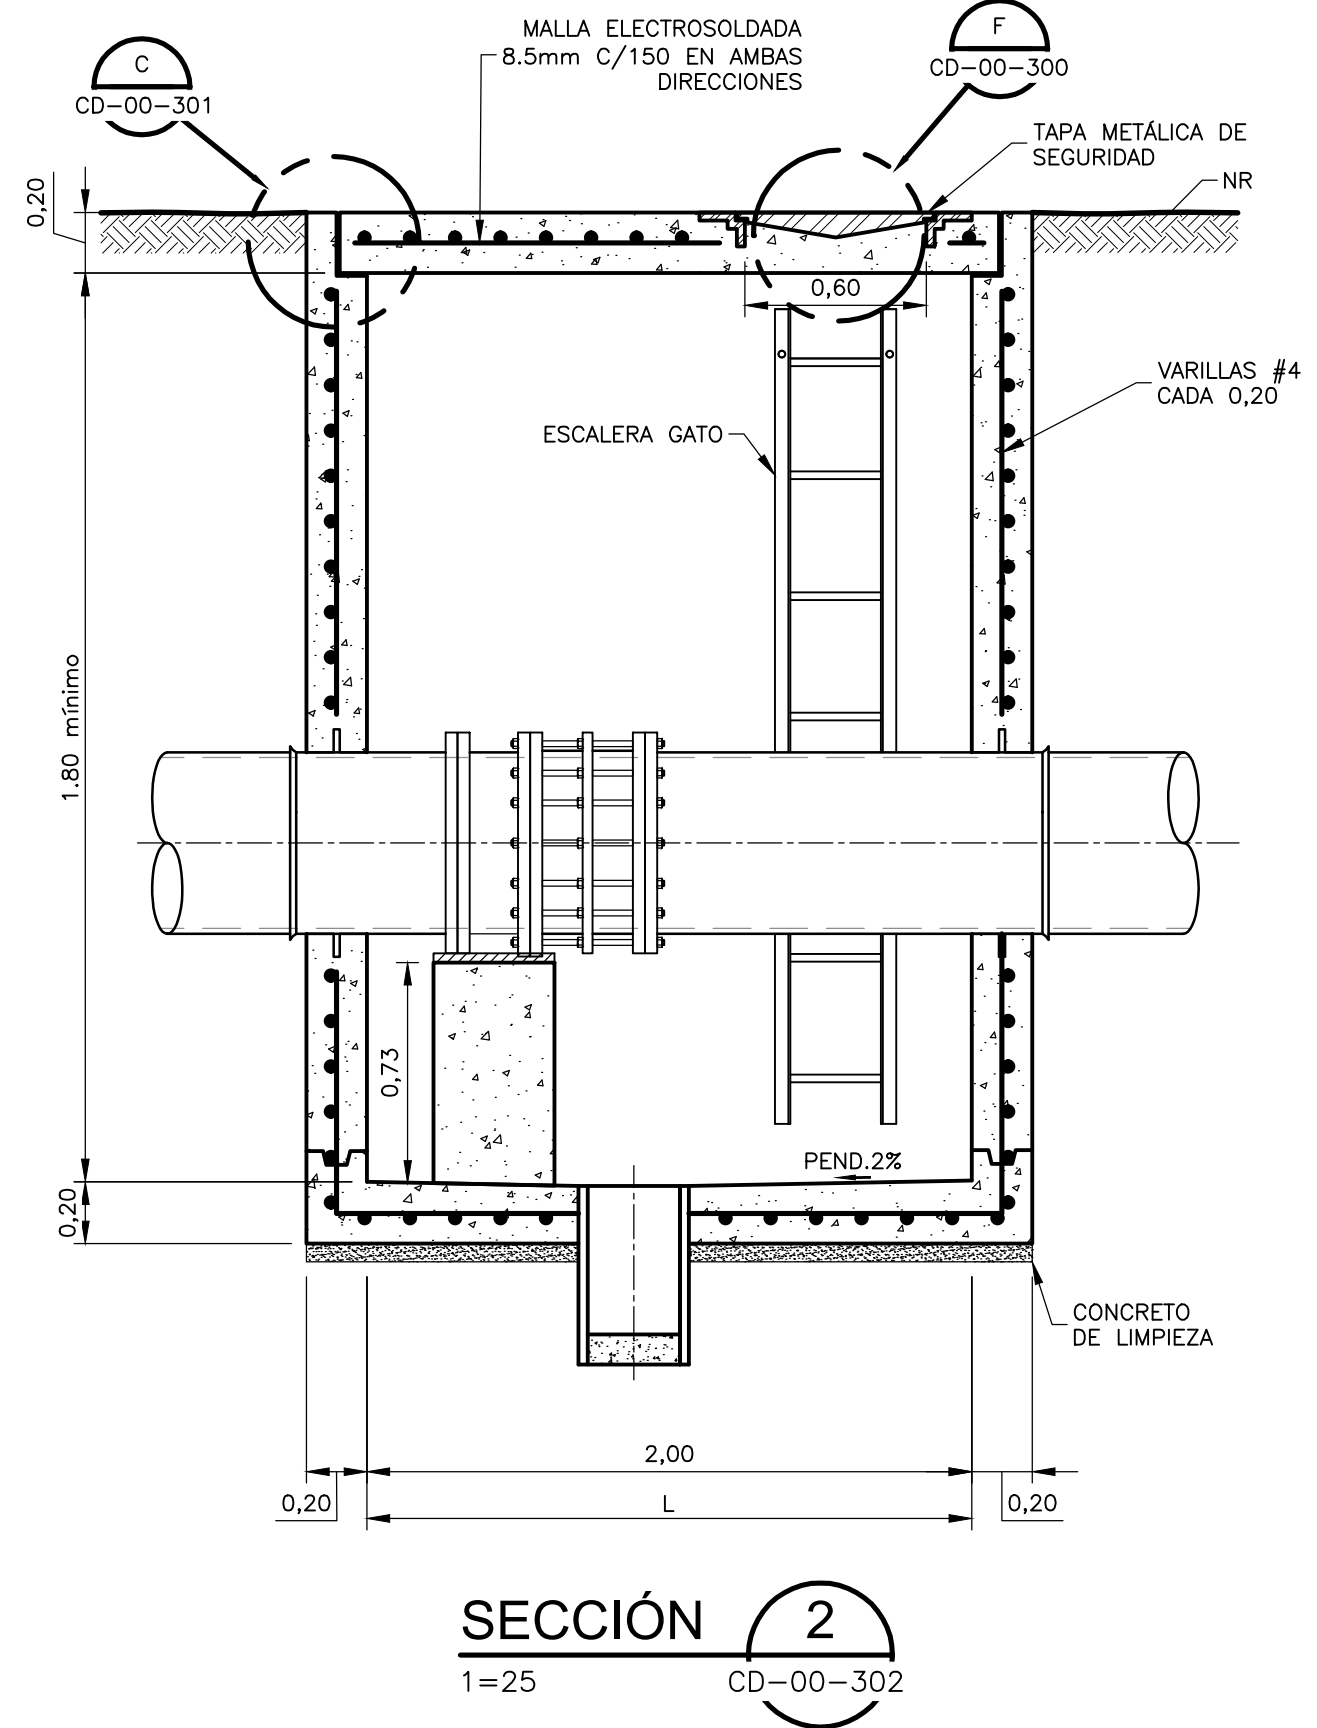 MALLA ELECTROSOLDADA
8.5mm C/150 EN AMBAS
DIRECCIONES
C
CD-00-301
F
CD-00-300
TAPA METÁLICA DE
SEGURIDAD
NR
0,20
0,60
VARILLAS #4
CADA 0,20
ESCALERA GATO
1.80 mínimo
0,73
PEND.2%
0,20
CONCRETO
DE LIMPIEZA
2,00
0,20
L
0,20
SECCIÓN
2
1=25
CD-00-302